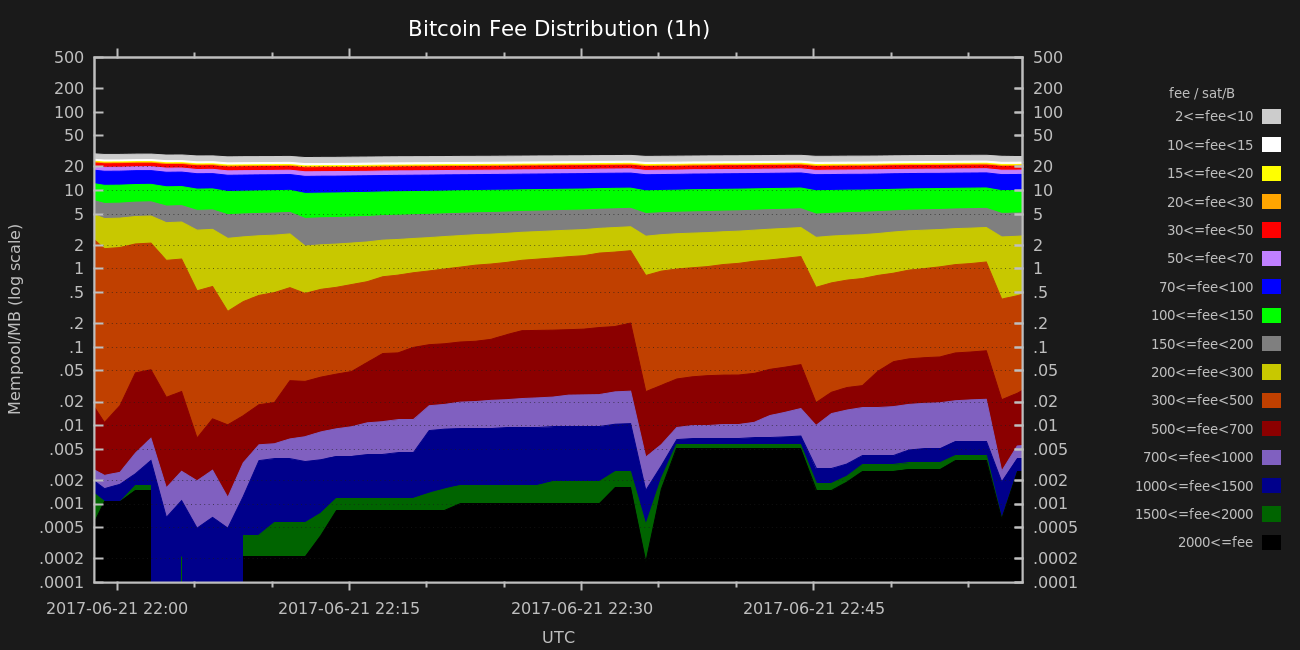 Bitcoin Fee Distribution (1h)
500
200
100
50
20
10
5
2
1
.5
.2
.1
.05
.02
.01
.005
.002
.001
.0005
.0002
.0001
Mempool/MB (log scale)
500
200
100
50
20
10
5
2
1
.5
.2
.1
.05
.02
.01
.005
.002
.001
.0005
.0002
.0001
2017-06-21 22:00
2017-06-21 22:15
2017-06-21 22:30
2017-06-21 22:45
UTC
fee / sat/B
2<=fee<10
10<=fee<15
15<=fee<20
20<=fee<30
30<=fee<50
50<=fee<70
70<=fee<100
100<=fee<150
150<=fee<200
200<=fee<300
300<=fee<500
500<=fee<700
700<=fee<1000
1000<=fee<1500
1500<=fee<2000
2000<=fee